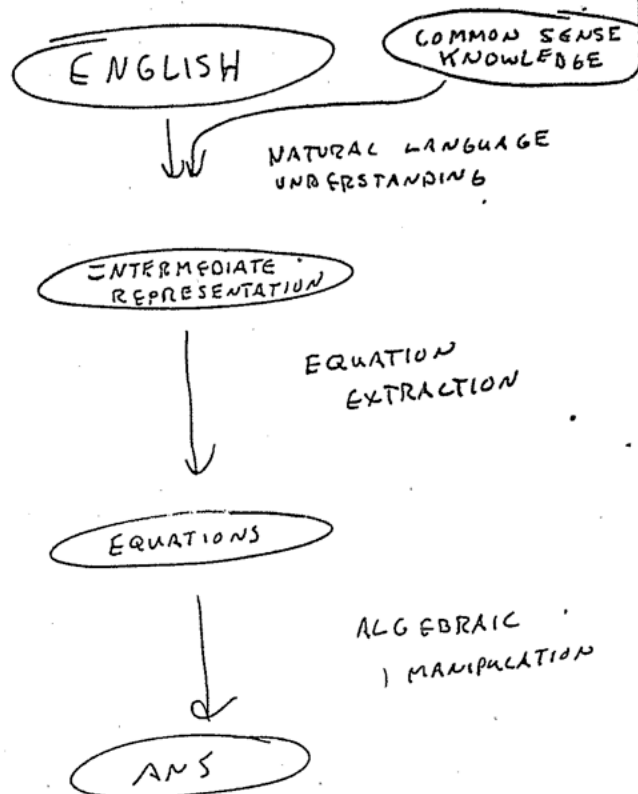 ENGLISH
COMMON SENSE
KNOWLEDGE
NATURAL LANGUAGE
UNDERSTANDING
INTERMEDIATE
REPRESENTATION
EQUATION
EXTRACTION
EQUATIONS
ALGEBRAIC
MANIPULATION
ANS